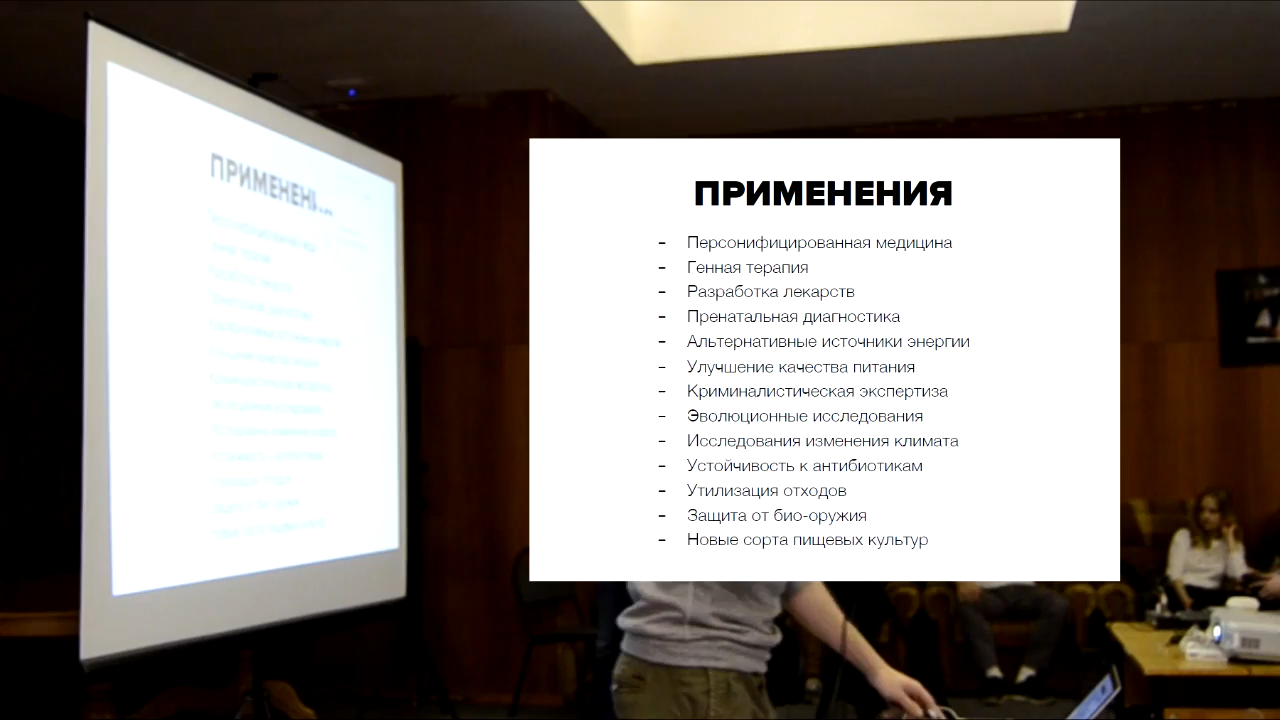 ПРИМЕНЕНИЯ
- Персонифицированная медицина
- Генная терапия
- Разработка лекарств
- Пренатальная диагностика
- Альтернативные источники энергии
- Улучшение качества питания
- Криминалистическая экспертиза
- Эволюционные исследования
- Исследования изменения климата
- Устойчивость к антибиотикам
- Утилизация отходов
- Защита от био-оружия
- Новые сорта пищевых культур